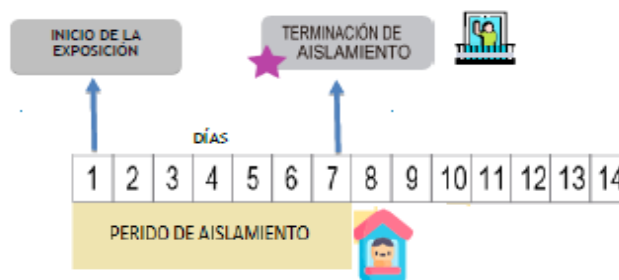 INICIO DE LA
EXPOSICIÓN
TERMINACIÓN DE
AISLAMIENTO
DÍAS
1 2 3 4 5 6 7 8 9 10 11 12 13 14
PERIDO DE AISLAMIENTO